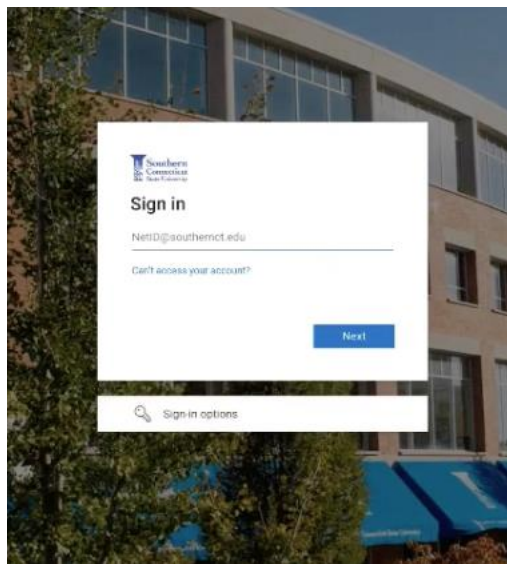 Southern
Connecticut
State University
Sign in
NetID@southernct.edu
Can't access your account?
Next
Sign-in options